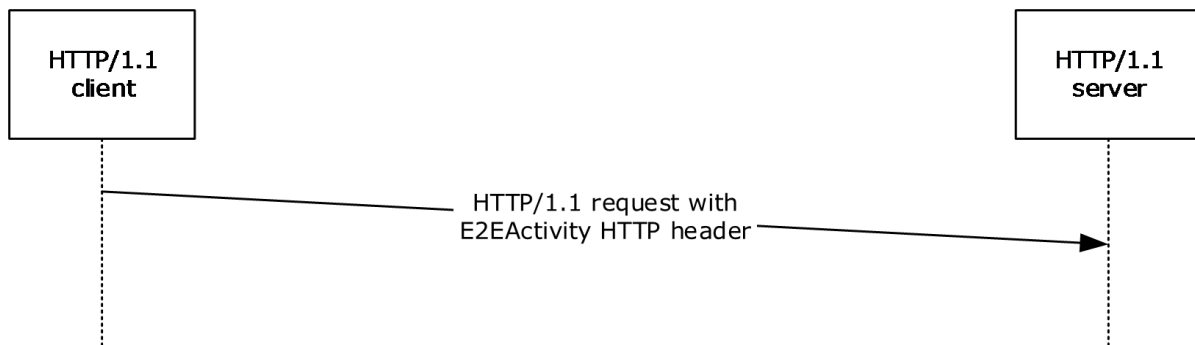 HTTP/1.1
client
HTTP/1.1
server
HTTP/1.1 request with
E2EActivity HTTP header